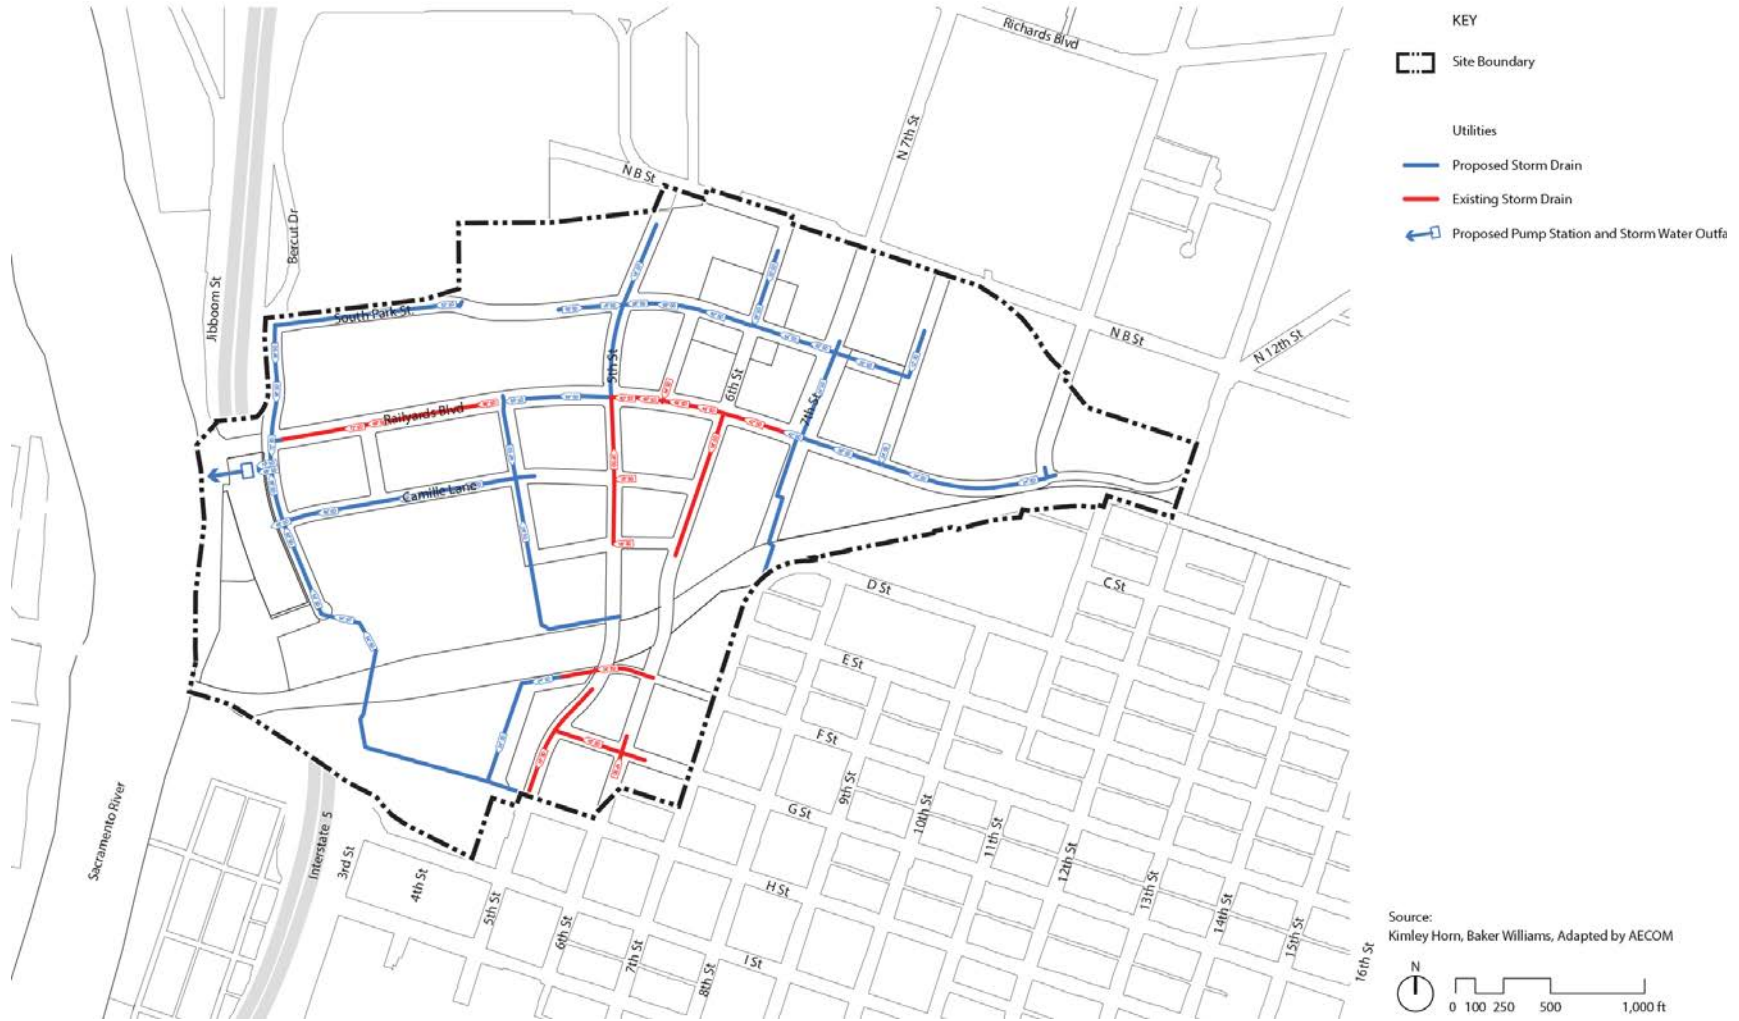 KEY
Site Boundary
Utilities
Proposed Storm Drain
Existing Storm Drain
Proposed Pump Station and Storm Water Outfa
Richards Blvd
N 7th St
N B St
Bercut Dr
Jibboom St
South Park St.
N B St
N 12th St
5th St
6th St
7th St
Railyards Blvd
Camille Lane
D St
C St
E St
F St
G St
H St
I St
Sacramento River
Interstate 5
3rd St
4th St
5th St
6th St
7th St
8th St
9th St
10th St
11th St
12th St
13th St
14th St
15th St
16th St
Source:
Kimley Horn, Baker Williams, Adapted by AECOM
N
0 100 250 500 1,000 ft